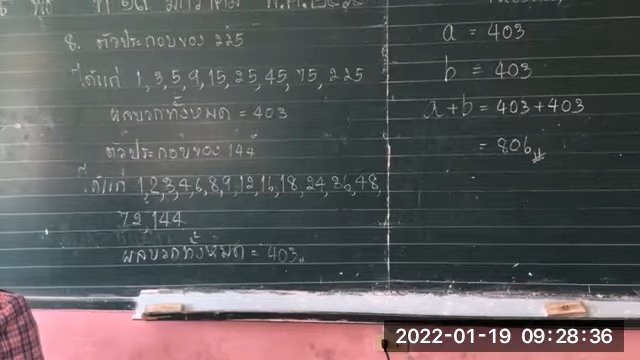 8. ตัวประกอบของ 225
ได้แก่ 1,3,5,9,15,25,45,75,225
ผลบวกทั้งหมด = 403
ตัวประกอบของ 144
ได้แก่ 1,2,3,4,6,8,9,12,16,18,24,36,48,
72,144
ผลบวกทั้งหมด = 403
a = 403
b = 403
a+b = 403+403
= 806
2022-01-19 09:28:36